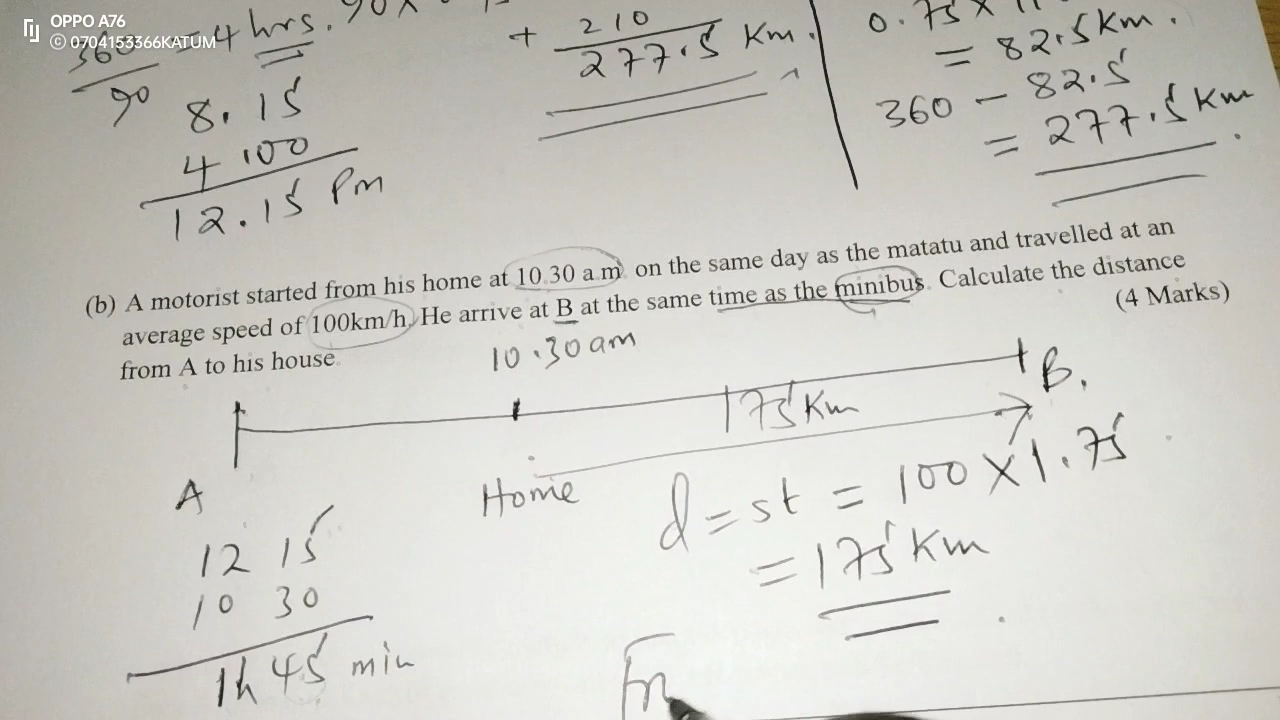 OPPO A76
© 0704153366KATUM
360
90
4 hrs.
8.15
4 00
12.15 Pm
+ 210
277.5 Km.
= 82.5 Km.
360 - 82.5
= 277.5 Km
(b) A motorist started from his home at 10.30 a.m on the same day as the matatu and travelled at an
average speed of 100km/h. He arrive at B at the same time as the minibus. Calculate the distance
from A to his house.
(4 Marks)
10.30am
B.
175 Km
A
Home
d = st = 100 X 1.75
= 175 Km
12 15
10 30
1h 45 min